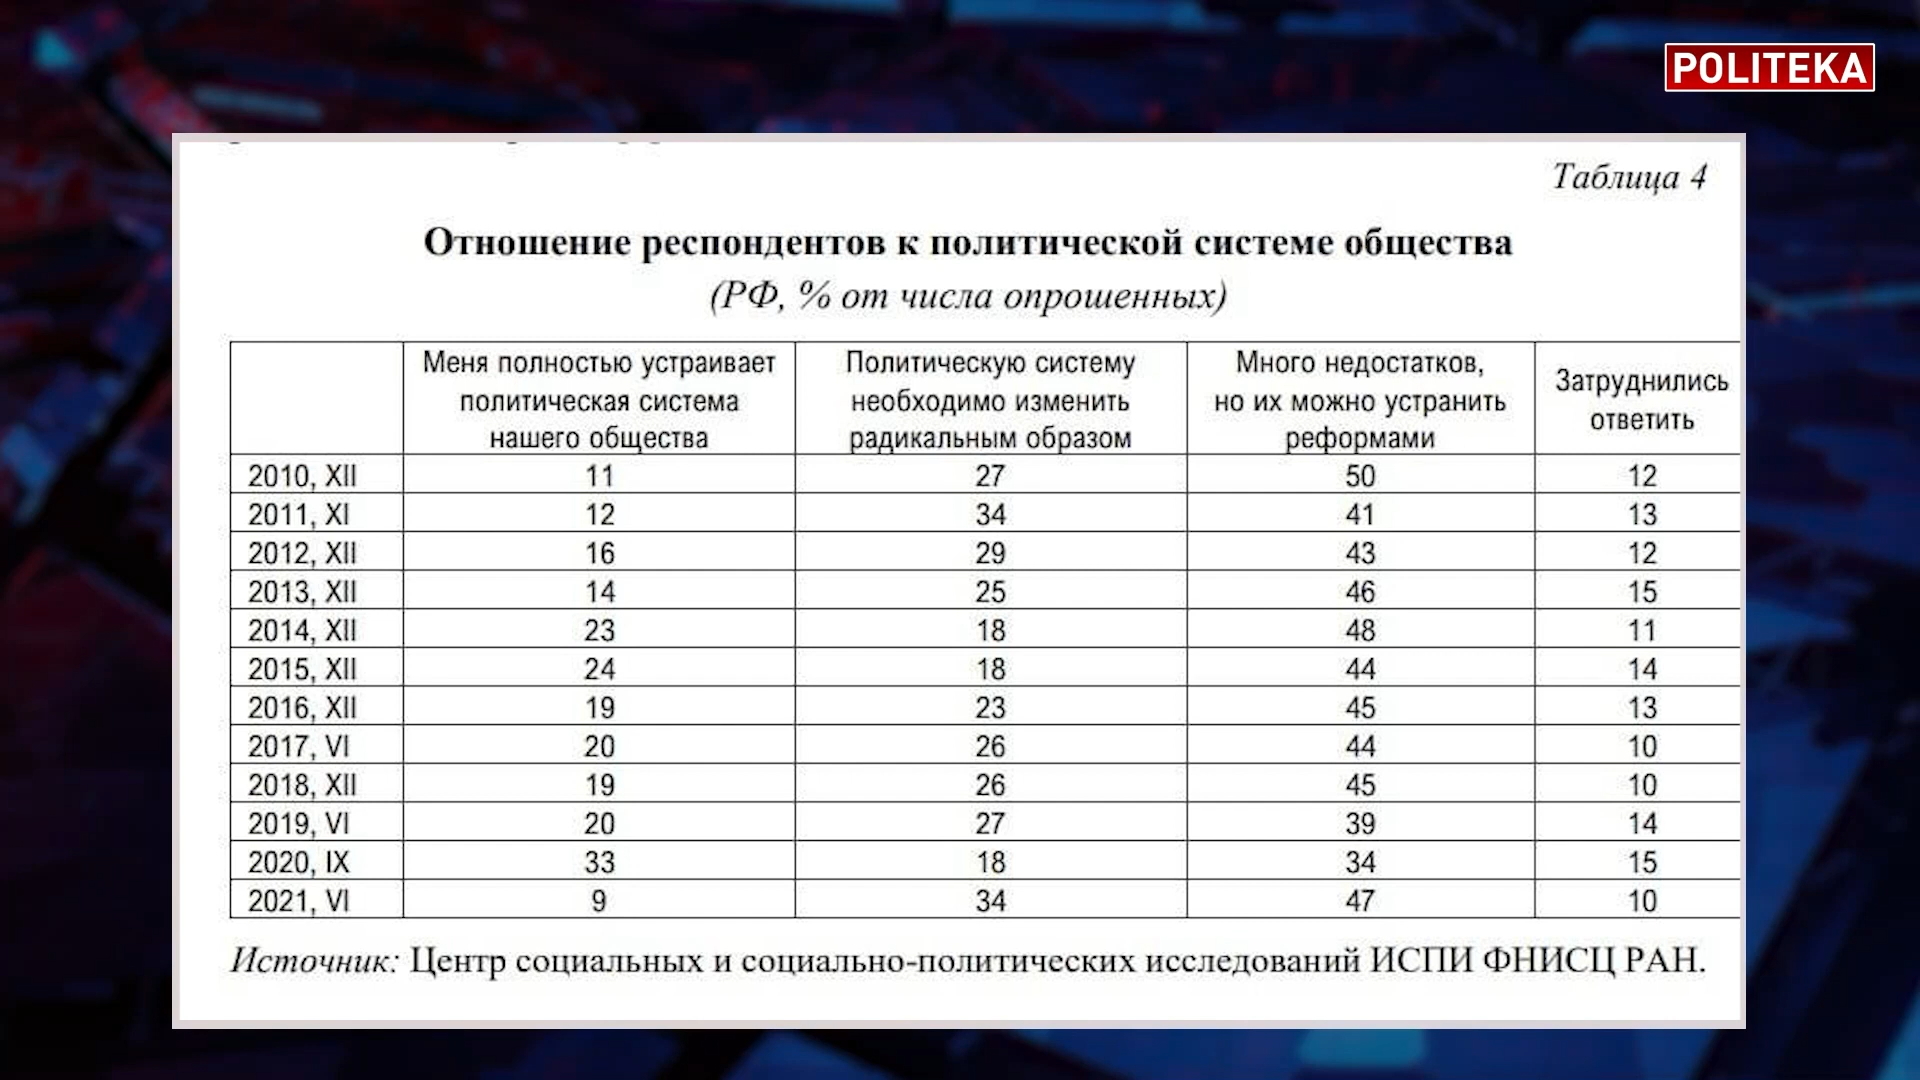 POLITEKA
Таблица 4
Отношение респондентов к политической системе общества
(РФ, % от числа опрошенных)
Меня полностью устраивает политическая система нашего общества
Политическую систему необходимо изменить радикальным образом
Много недостатков, но их можно устранить реформами
Затруднились ответить
2010, XII 11 27 50 12
2011, XI 12 34 41 13
2012, XII 16 29 43 12
2013, XII 14 25 46 15
2014, XII 23 18 48 11
2015, XII 24 18 44 14
2016, XII 19 23 45 13
2017, VI 20 26 44 10
2018, XII 19 26 45 10
2019, VI 20 27 39 14
2020, IX 33 18 34 15
2021, VI 9 34 47 10
Источник: Центр социальных и социально-политических исследований ИСПИ ФНИСЦ РАН.